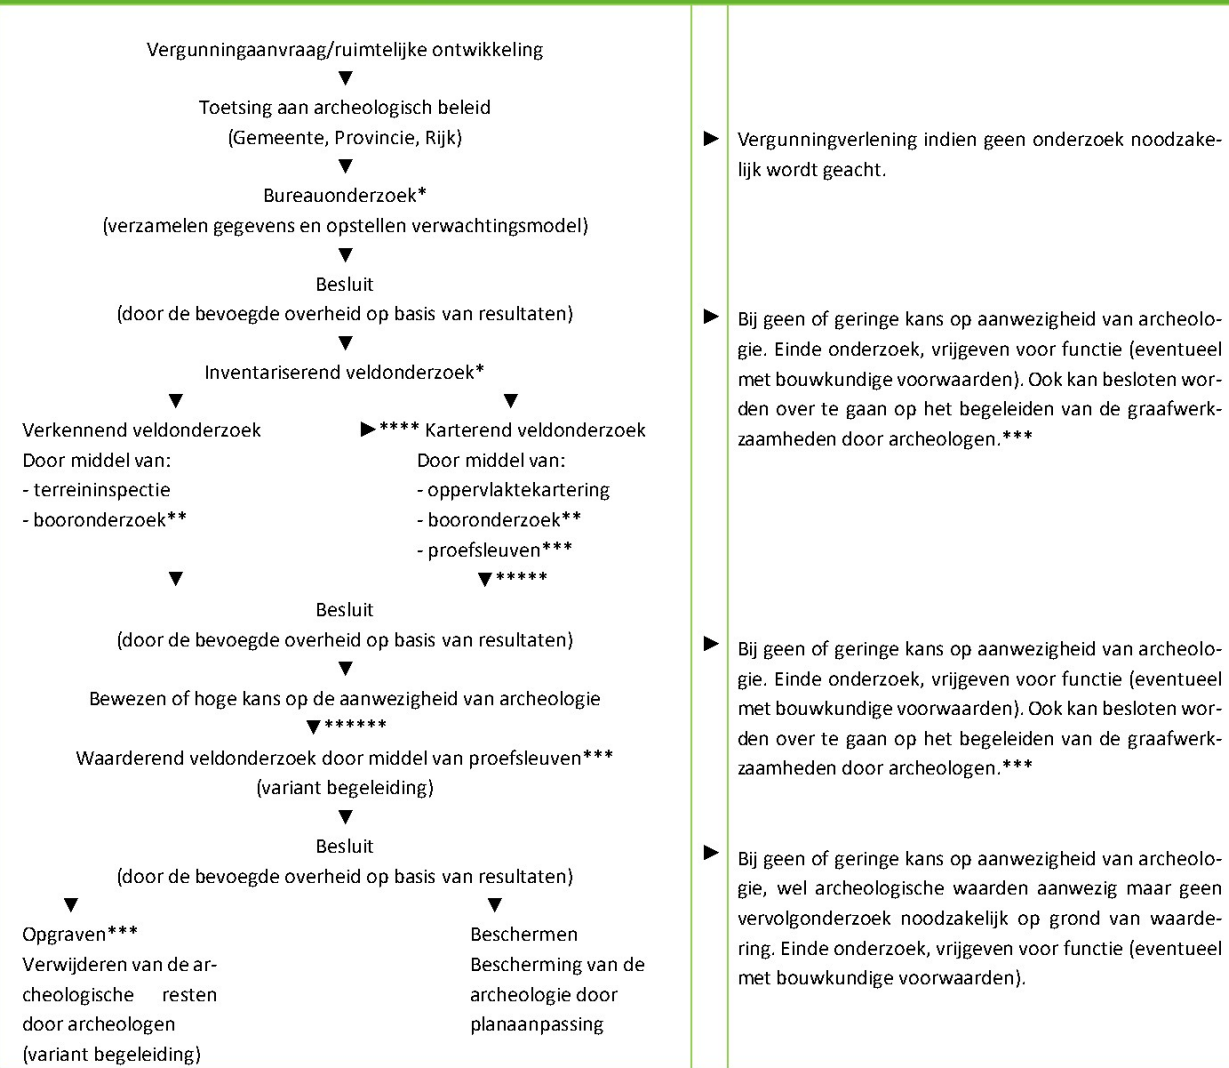 Vergunningaanvraag/ruimtelijke ontwikkeling
▼
Toetsing aan archeologisch beleid
(Gemeente, Provincie, Rijk)
▼
Bureauonderzoek*
(verzamelen gegevens en opstellen verwachtingsmodel)
▼
Besluit
(door de bevoegde overheid op basis van resultaten)
▼
Inventariserend veldonderzoek*
▼ ▼
Verkennend veldonderzoek
Door middel van:
- terreininspectie
- booronderzoek**
▼
►**** Karterend veldonderzoek
Door middel van:
- oppervlaktekartering
- booronderzoek**
- proefsleuven***
▼*****
Besluit
(door de bevoegde overheid op basis van resultaten)
▼
Bewezen of hoge kans op de aanwezigheid van archeologie
▼******
Waarderend veldonderzoek door middel van proefsleuven***
(variant begeleiding)
▼
Besluit
(door de bevoegde overheid op basis van resultaten)
▼ ▼
Opgraven***
Verwijderen van de ar-
cheologische resten
door archeologen
(variant begeleiding)
Beschermen
Bescherming van de
archeologie door
planaanpassing
► Vergunningverlening indien geen onderzoek noodzake-
lijk wordt geacht.
► Bij geen of geringe kans op aanwezigheid van archeolo-
gie. Einde onderzoek, vrijgeven voor functie (eventueel
met bouwkundige voorwaarden). Ook kan besloten wor-
den over te gaan op het begeleiden van de graafwerk-
zaamheden door archeologen.***
► Bij geen of geringe kans op aanwezigheid van archeolo-
gie. Einde onderzoek, vrijgeven voor functie (eventueel
met bouwkundige voorwaarden). Ook kan besloten wor-
den over te gaan op het begeleiden van de graafwerk-
zaamheden door archeologen.***
► Bij geen of geringe kans op aanwezigheid van archeolo-
gie, wel archeologische waarden aanwezig maar geen
vervolgonderzoek noodzakelijk op grond van waarde-
ring. Einde onderzoek, vrijgeven voor functie (eventueel
met bouwkundige voorwaarden).